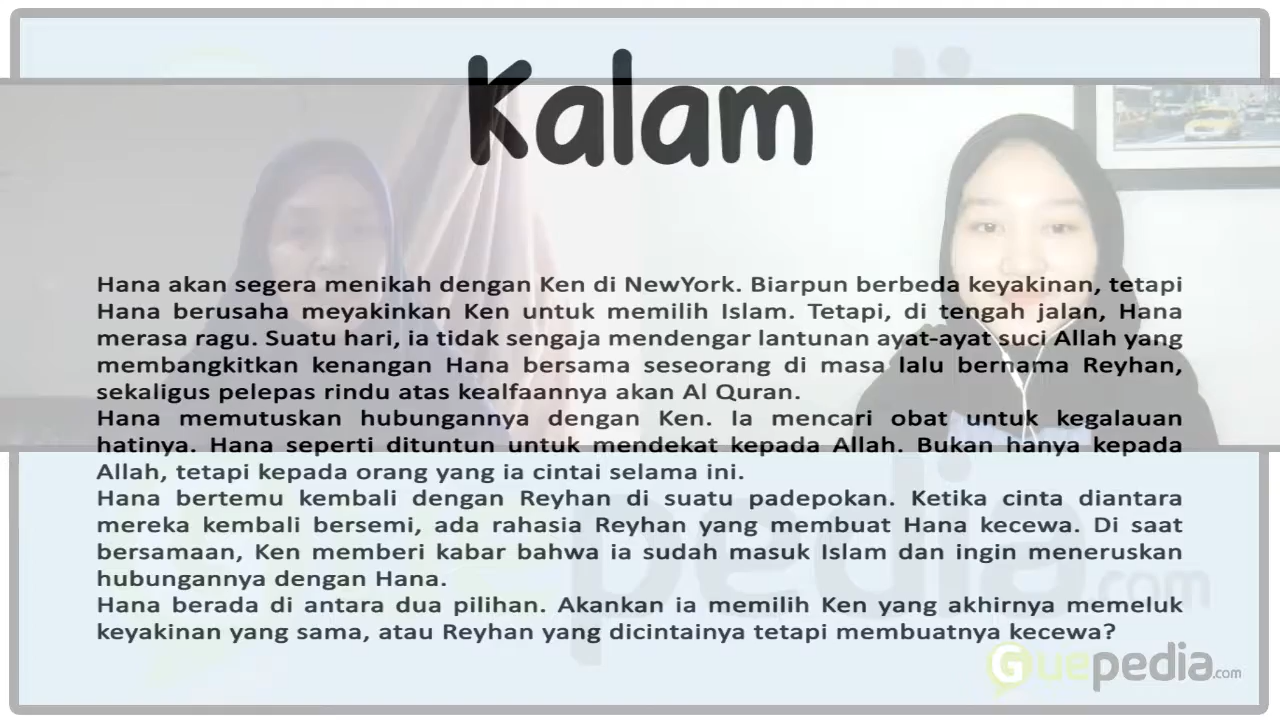 Kalam
Hana akan segera menikah dengan Ken di NewYork. Biarpun berbeda keyakinan, tetapi
Hana berusaha meyakinkan Ken untuk memilih Islam. Tetapi, di tengah jalan, Hana
merasa ragu. Suatu hari, ia tidak sengaja mendengar lantunan ayat-ayat suci Allah yang
membangkitkan kenangan Hana bersama seseorang di masa lalu bernama Reyhan,
sekaligus pelepas rindu atas kealfaannya akan Al Quran.
Hana memutuskan hubungannya dengan Ken. Ia mencari obat untuk kegalauan
hatinya. Hana seperti dituntun untuk mendekat kepada Allah. Bukan hanya kepada
Allah, tetapi kepada orang yang ia cintai selama ini.
Hana bertemu kembali dengan Reyhan di suatu padepokan. Ketika cinta diantara
mereka kembali bersemi, ada rahasia Reyhan yang membuat Hana kecewa. Di saat
bersamaan, Ken memberi kabar bahwa ia sudah masuk Islam dan ingin meneruskan
hubungannya dengan Hana.
Hana berada di antara dua pilihan. Akankan ia memilih Ken yang akhirnya memeluk
keyakinan yang sama, atau Reyhan yang dicintainya tetapi membuatnya kecewa?
Guepedia.com